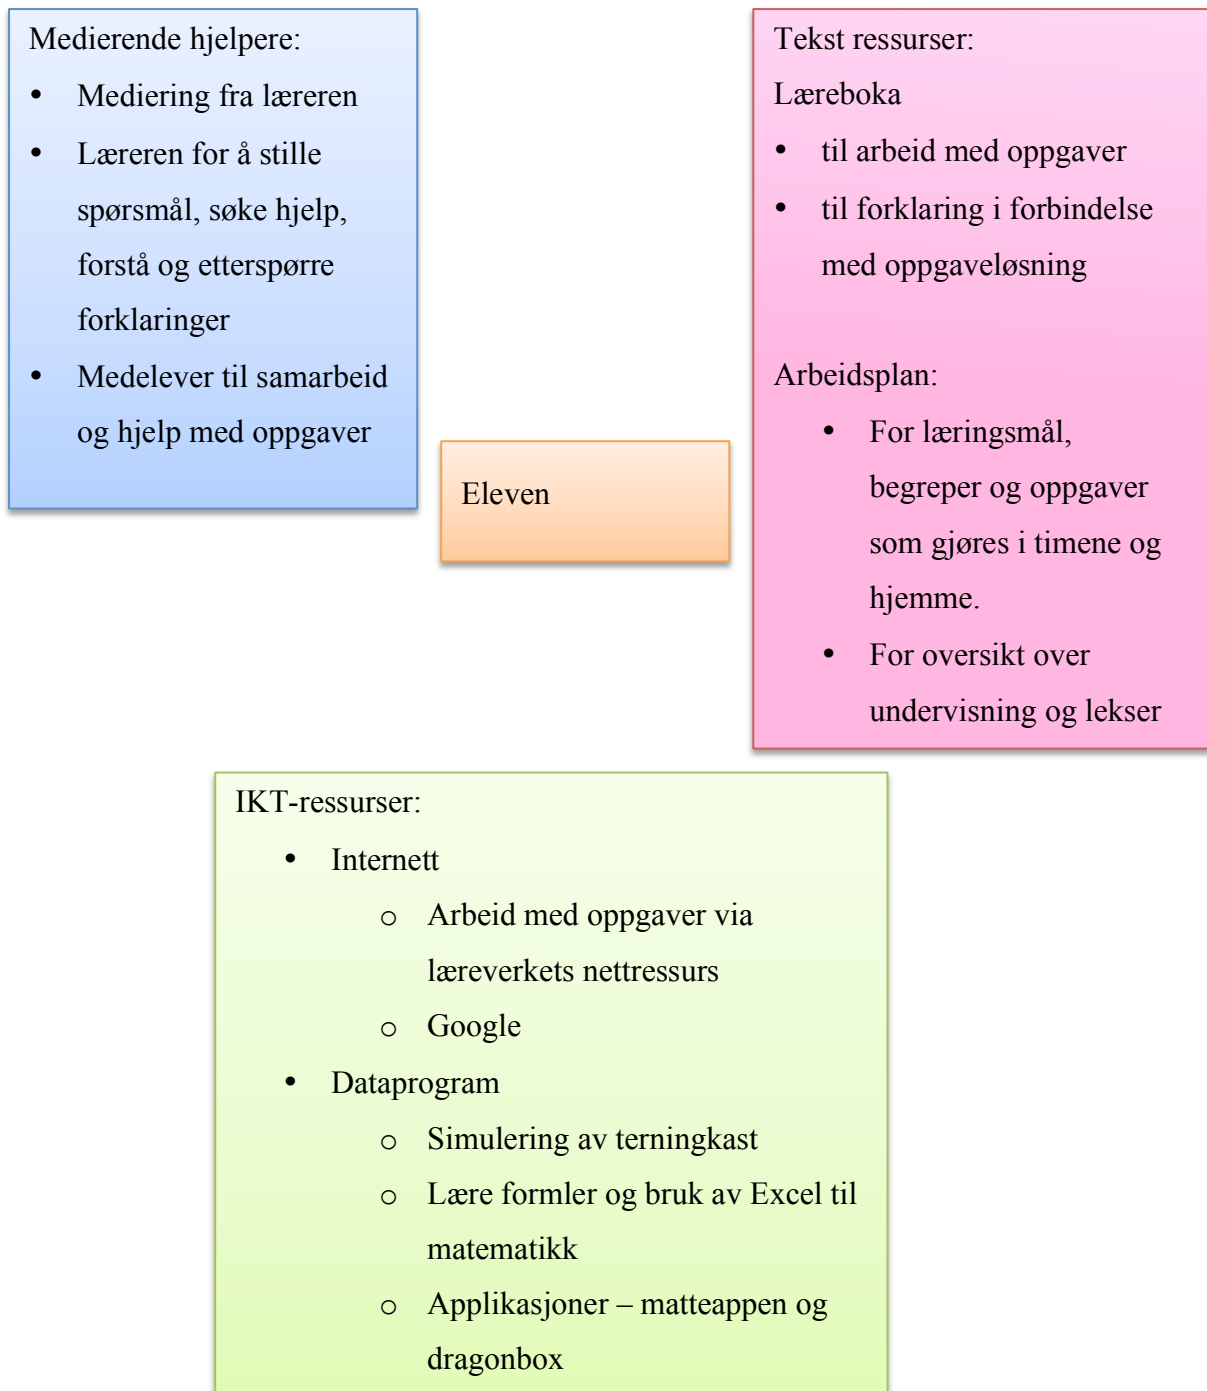 Medierende hjelpere:
• Mediering fra læreren
• Læreren for å stille
spørsmål, søke hjelp,
forstå og etterspørre
forklaringer
• Medelever til samarbeid
og hjelp med oppgaver
Eleven
Tekst ressurser:
Læreboka
• til arbeid med oppgaver
• til forklaring i forbindelse
med oppgaveløsning
Arbeidsplan:
• For læringsmål,
begreper og oppgaver
som gjøres i timene og
hjemme.
• For oversikt over
undervisning og lekser
IKT-ressurser:
• Internett
o Arbeid med oppgaver via
læreverkets nettressurs
o Google
• Dataprogram
o Simulering av terningkast
o Lære formler og bruk av Excel til
matematikk
o Applikasjoner – matteappen og
dragonbox